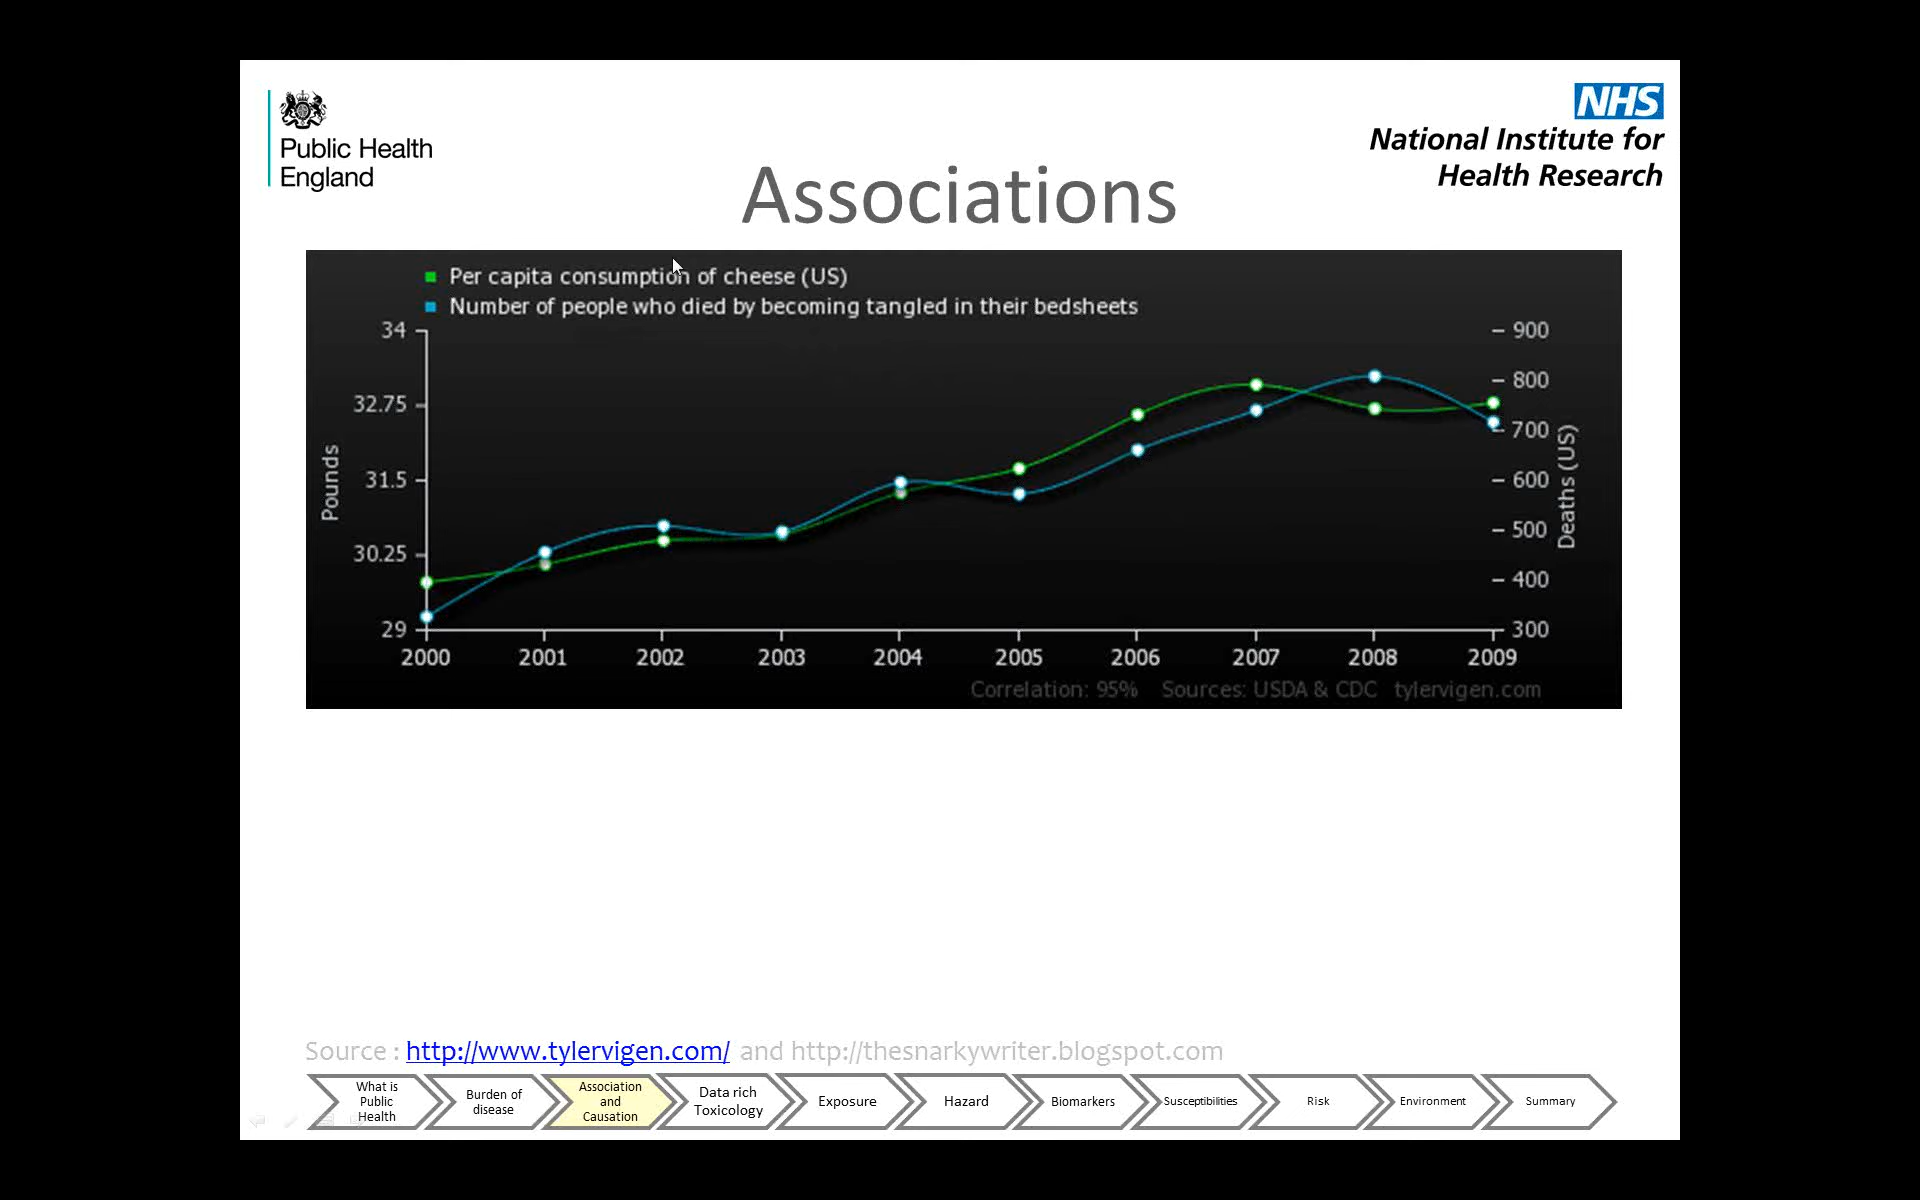 Public Health
England
NHS
National Institute for
Health Research
Associations
Per capita consumption of cheese (US)
Number of people who died by becoming tangled in their bedsheets
34
32.75
31.5
30.25
29
Pounds
900
800
700
600
500
400
300
Deaths (US)
2000 2001 2002 2003 2004 2005 2006 2007 2008 2009
Correlation: 95% Sources: USDA & CDC tylervigen.com
Source : http://www.tylervigen.com/ and http://thesnarkywriter.blogspot.com
What is
Public
Health
Burden of
disease
Association
and
Causation
Data rich
Toxicology
Exposure
Hazard
Biomarkers
Susceptibilities
Risk
Environment
Summary